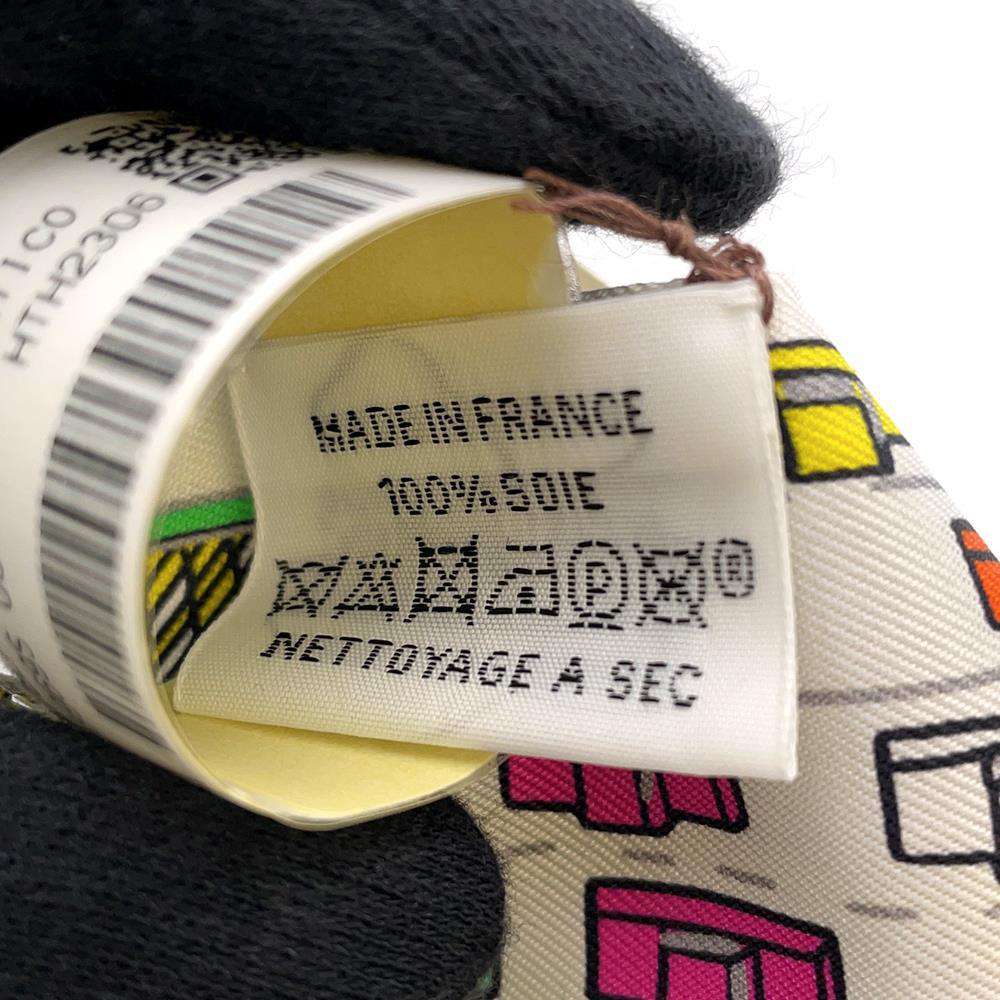 HTH2306
MADE IN FRANCE
100% SOIE
P ®
NETTOYAGE A SEC